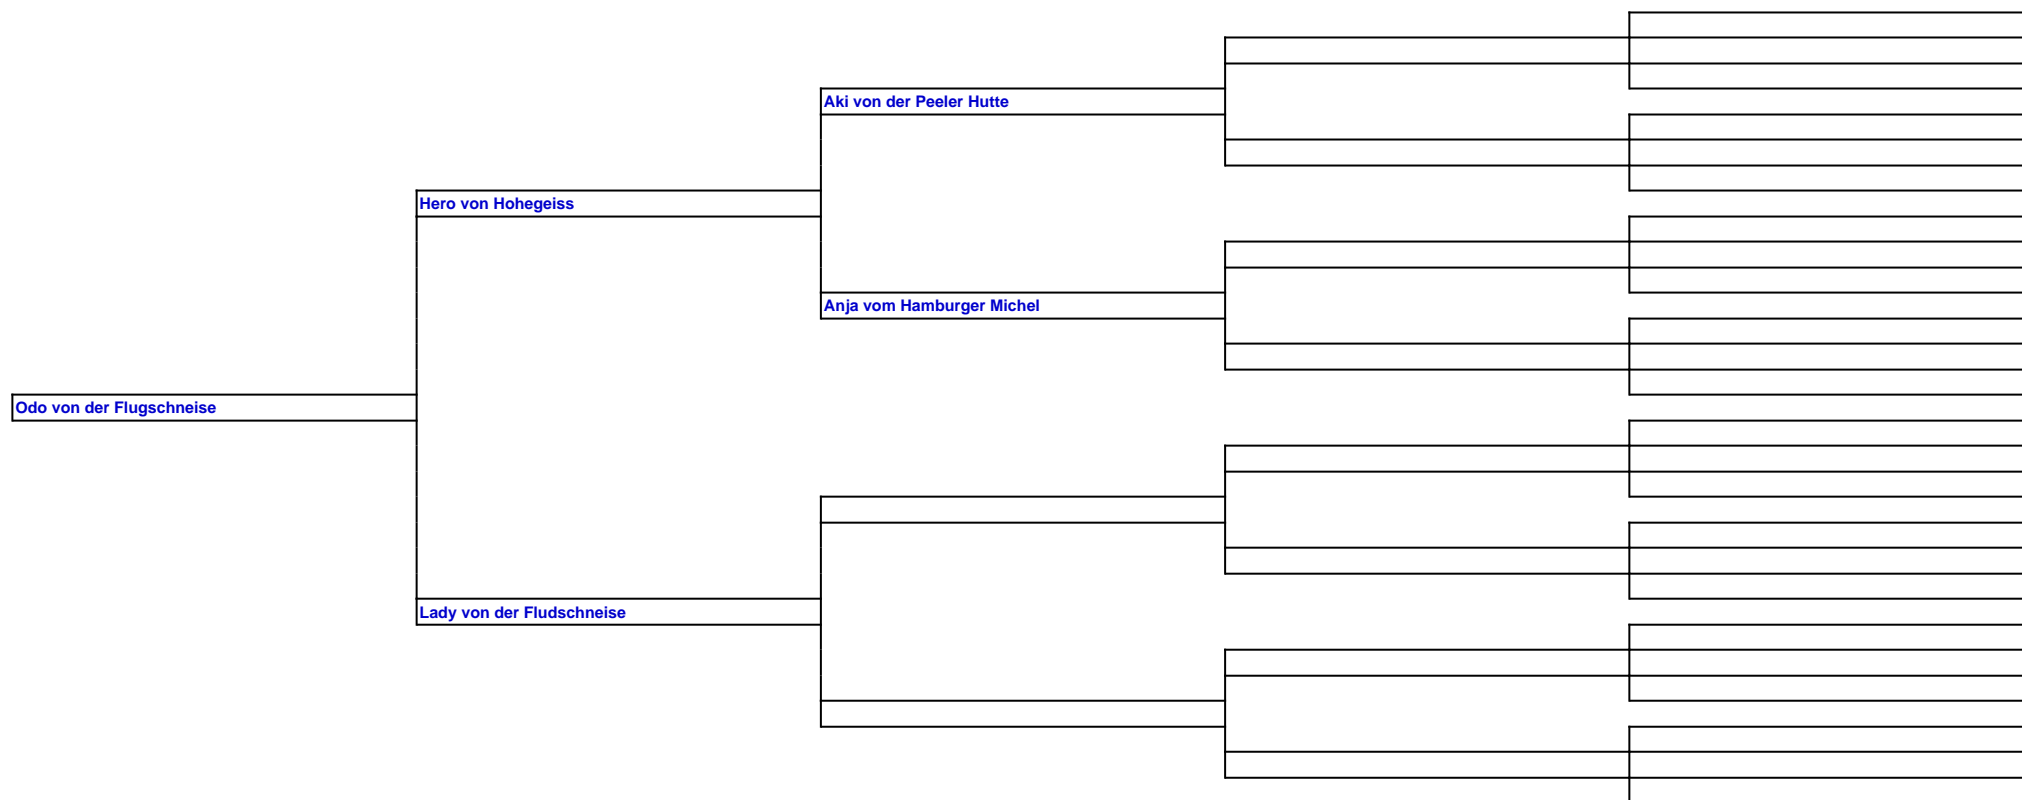 Aki von der Peeler Hutte
Hero von Hohegeiss
Anja vom Hamburger Michel
Odo von der Flugschneise
Lady von der Fludschneise